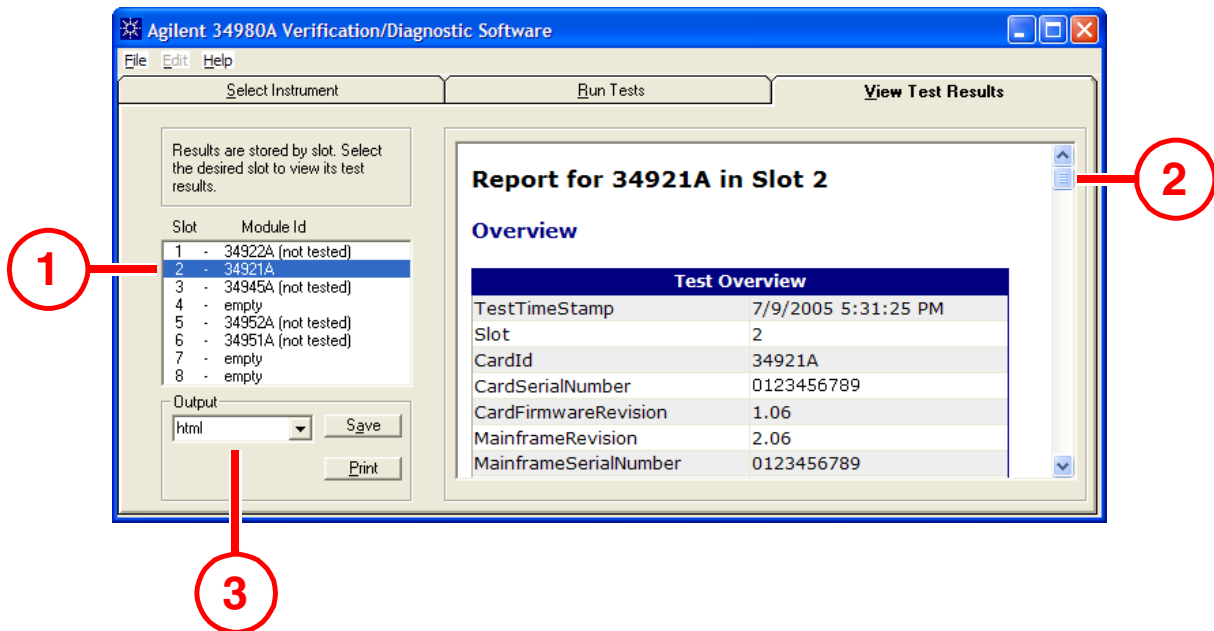 Agilent 34980A Verification/Diagnostic Software
File Edit Help
Select Instrument
Run Tests
View Test Results
Results are stored by slot. Select
the desired slot to view its test
results.
Slot Module Id
1 - 34922A (not tested)
2 - 34921A
3 - 34945A (not tested)
4 - empty
5 - 34952A (not tested)
6 - 34951A (not tested)
7 - empty
8 - empty
Output
html
Save
Print
Report for 34921A in Slot 2
Overview
Test Overview
TestTimeStamp 7/9/2005 5:31:25 PM
Slot 2
CardId 34921A
CardSerialNumber 0123456789
CardFirmwareRevision 1.06
MainframeRevision 2.06
MainframeSerialNumber 0123456789
1
2
3